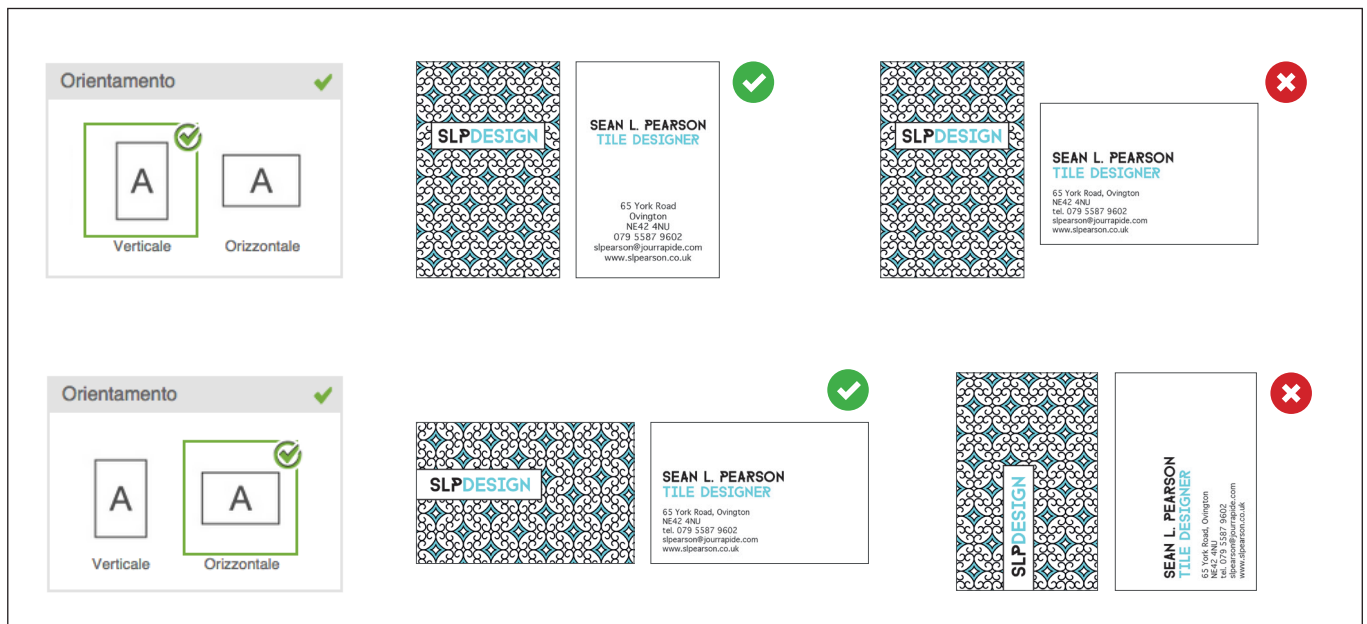 Orientamento
A
A
Verticale
Orizzontale
SLPDESIGN
SEAN L. PEARSON
TILE DESIGNER
65 York Road
Ovington
NE42 4NU
079 5587 9602
slpearson@jourrapide.com
www.slpearson.co.uk
SLPDESIGN
SEAN L. PEARSON
TILE DESIGNER
65 York Road, Ovington
NE42 4NU
tel. 079 5587 9602
slpearson@jourrapide.com
www.slpearson.co.uk
Orientamento
A
A
Verticale
Orizzontale
SLPDESIGN
SEAN L. PEARSON
TILE DESIGNER
65 York Road, Ovington
NE42 4NU
tel. 079 5587 9602
slpearson@jourrapide.com
www.slpearson.co.uk
SLPDESIGN
SEAN L. PEARSON
TILE DESIGNER
65 York Road, Ovington
NE42 4NU
tel. 079 5587 9602
slpearson@jourrapide.com
www.slpearson.co.uk